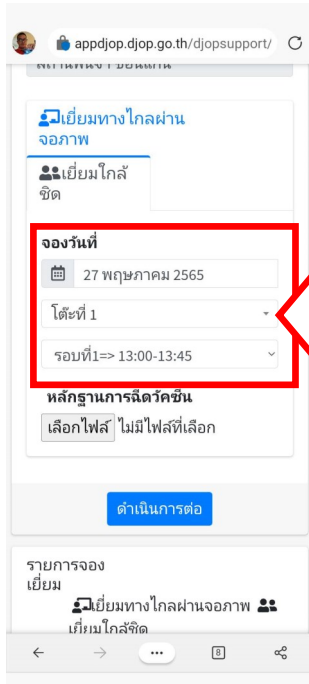 appdjop.djop.go.th/djopsupport/
เยี่ยมทางไกลผ่าน
จอภาพ
เยี่ยมใกล้
ชิด
จองวันที่
27 พฤษภาคม 2565
โต๊ะที่ 1
รอบที่1=> 13:00-13:45
หลักฐานการฉีดวัคซีน
เลือกไฟล์ ไม่มีไฟล์ที่เลือก
ดำเนินการต่อ
รายการจอง
เยี่ยม
เยี่ยมทางไกลผ่านจอภาพ
เยี่ยมใกล้ชิด
8